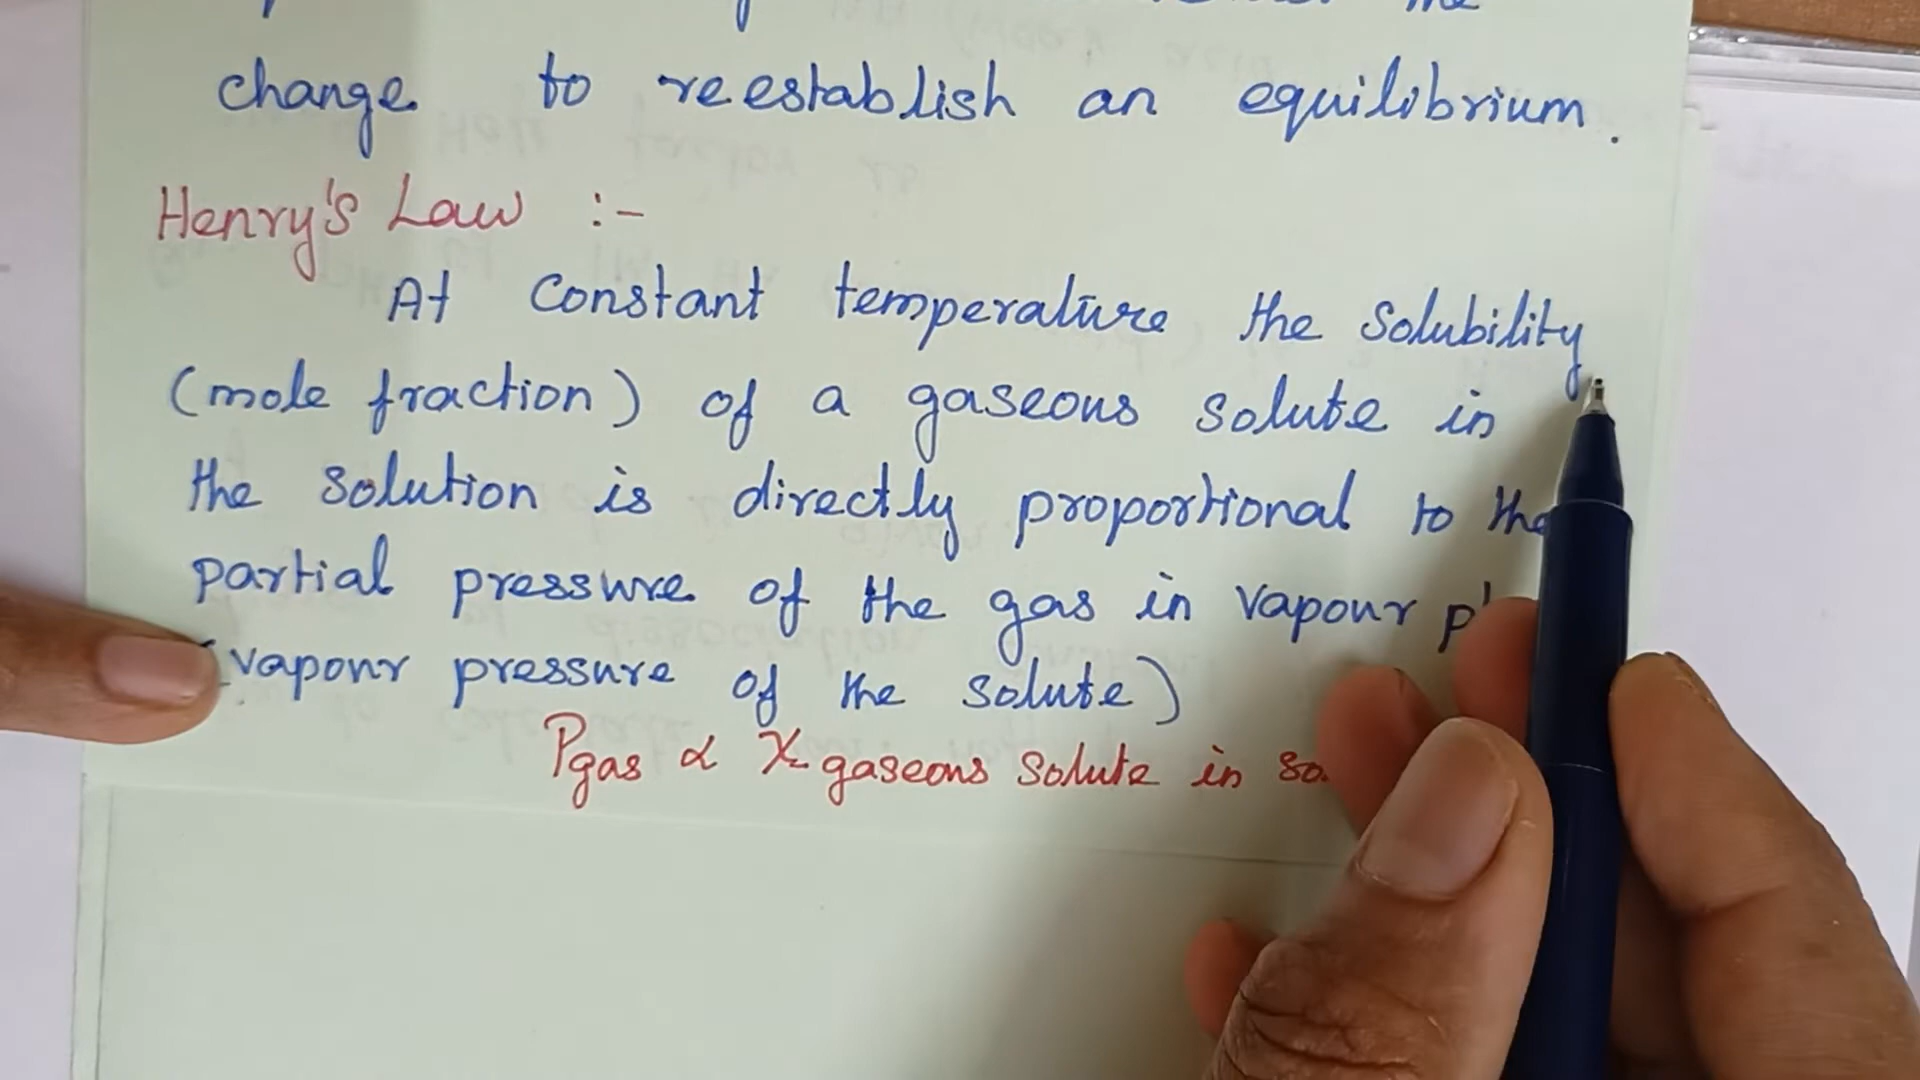 the
change to reestablish an equilibrium.
Henry's Law :-
At constant temperature the solubility
(mole fraction) of a gaseous solute in
the solution is directly proportional to the
partial pressure of the gas in vapour
(vapour pressure of the solute)
Pgas α X gaseous solute in